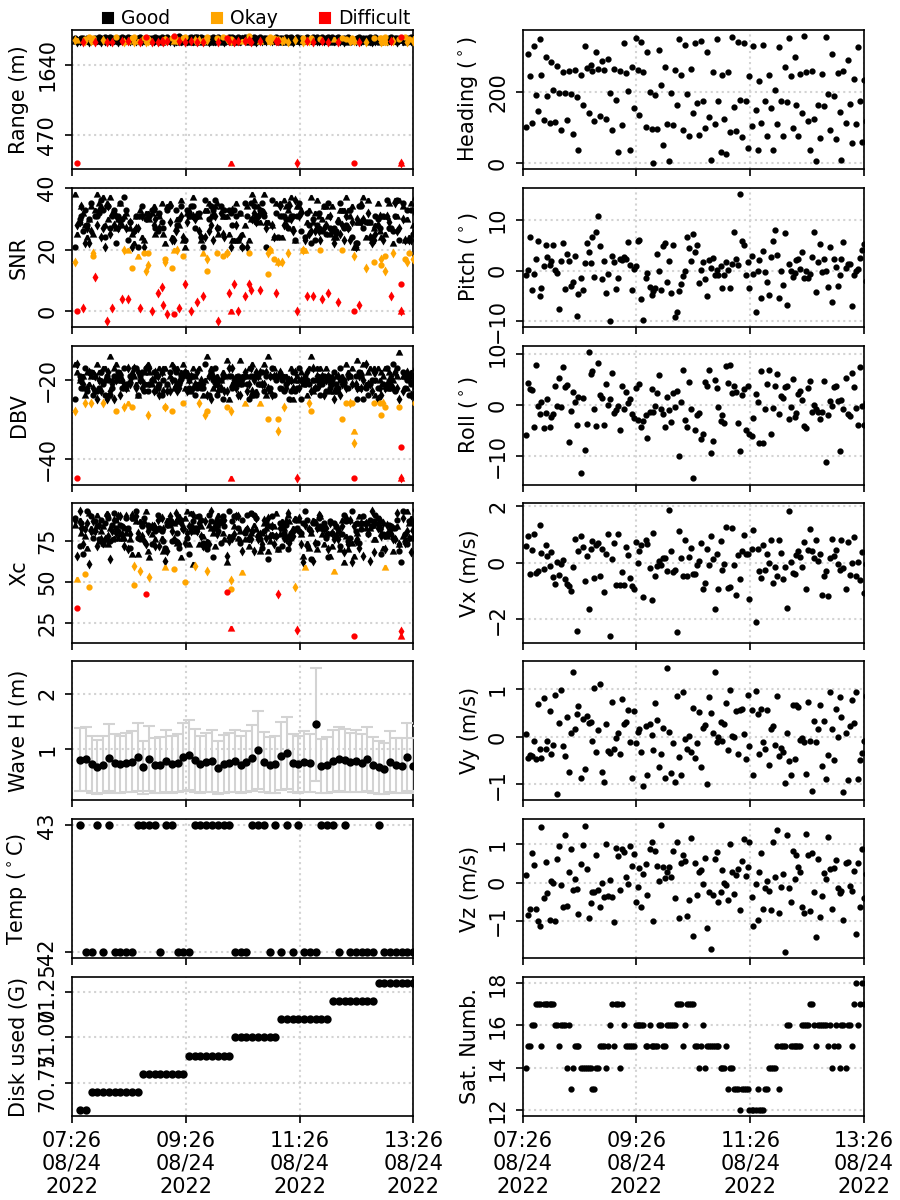 Good Okay Difficult
Range (m)
1640
470
Heading (°)
200
0
SNR
40
20
0
Pitch (°)
10
0
−10
DBV
−20
−40
Roll (°)
10
0
−10
Xc
75
50
25
Vx (m/s)
2
0
−2
Wave H (m)
2
1
Vy (m/s)
1
0
−1
Temp (°C)
43
42
Vz (m/s)
1
0
−1
Disk used (G)
71.25
71.00
70.75
Sat. Numb.
18
16
14
12
07:26 09:26 11:26 13:26 07:26 09:26 11:26 13:26
08/24 08/24 08/24 08/24 08/24 08/24 08/24 08/24
2022 2022 2022 2022 2022 2022 2022 2022